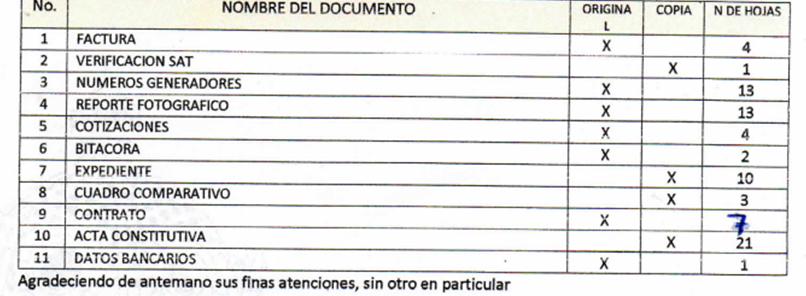 No. NOMBRE DEL DOCUMENTO ORIGINA COPIA N DE HOJAS
L
1 FACTURA X 4
2 VERIFICACION SAT X 1
3 NUMEROS GENERADORES X 13
4 REPORTE FOTOGRAFICO X 13
5 COTIZACIONES X 4
6 BITACORA X 2
7 EXPEDIENTE X 10
8 CUADRO COMPARATIVO X 3
9 CONTRATO X 7
10 ACTA CONSTITUTIVA X 21
11 DATOS BANCARIOS X 1
Agradeciendo de antemano sus finas atenciones, sin otro en particular